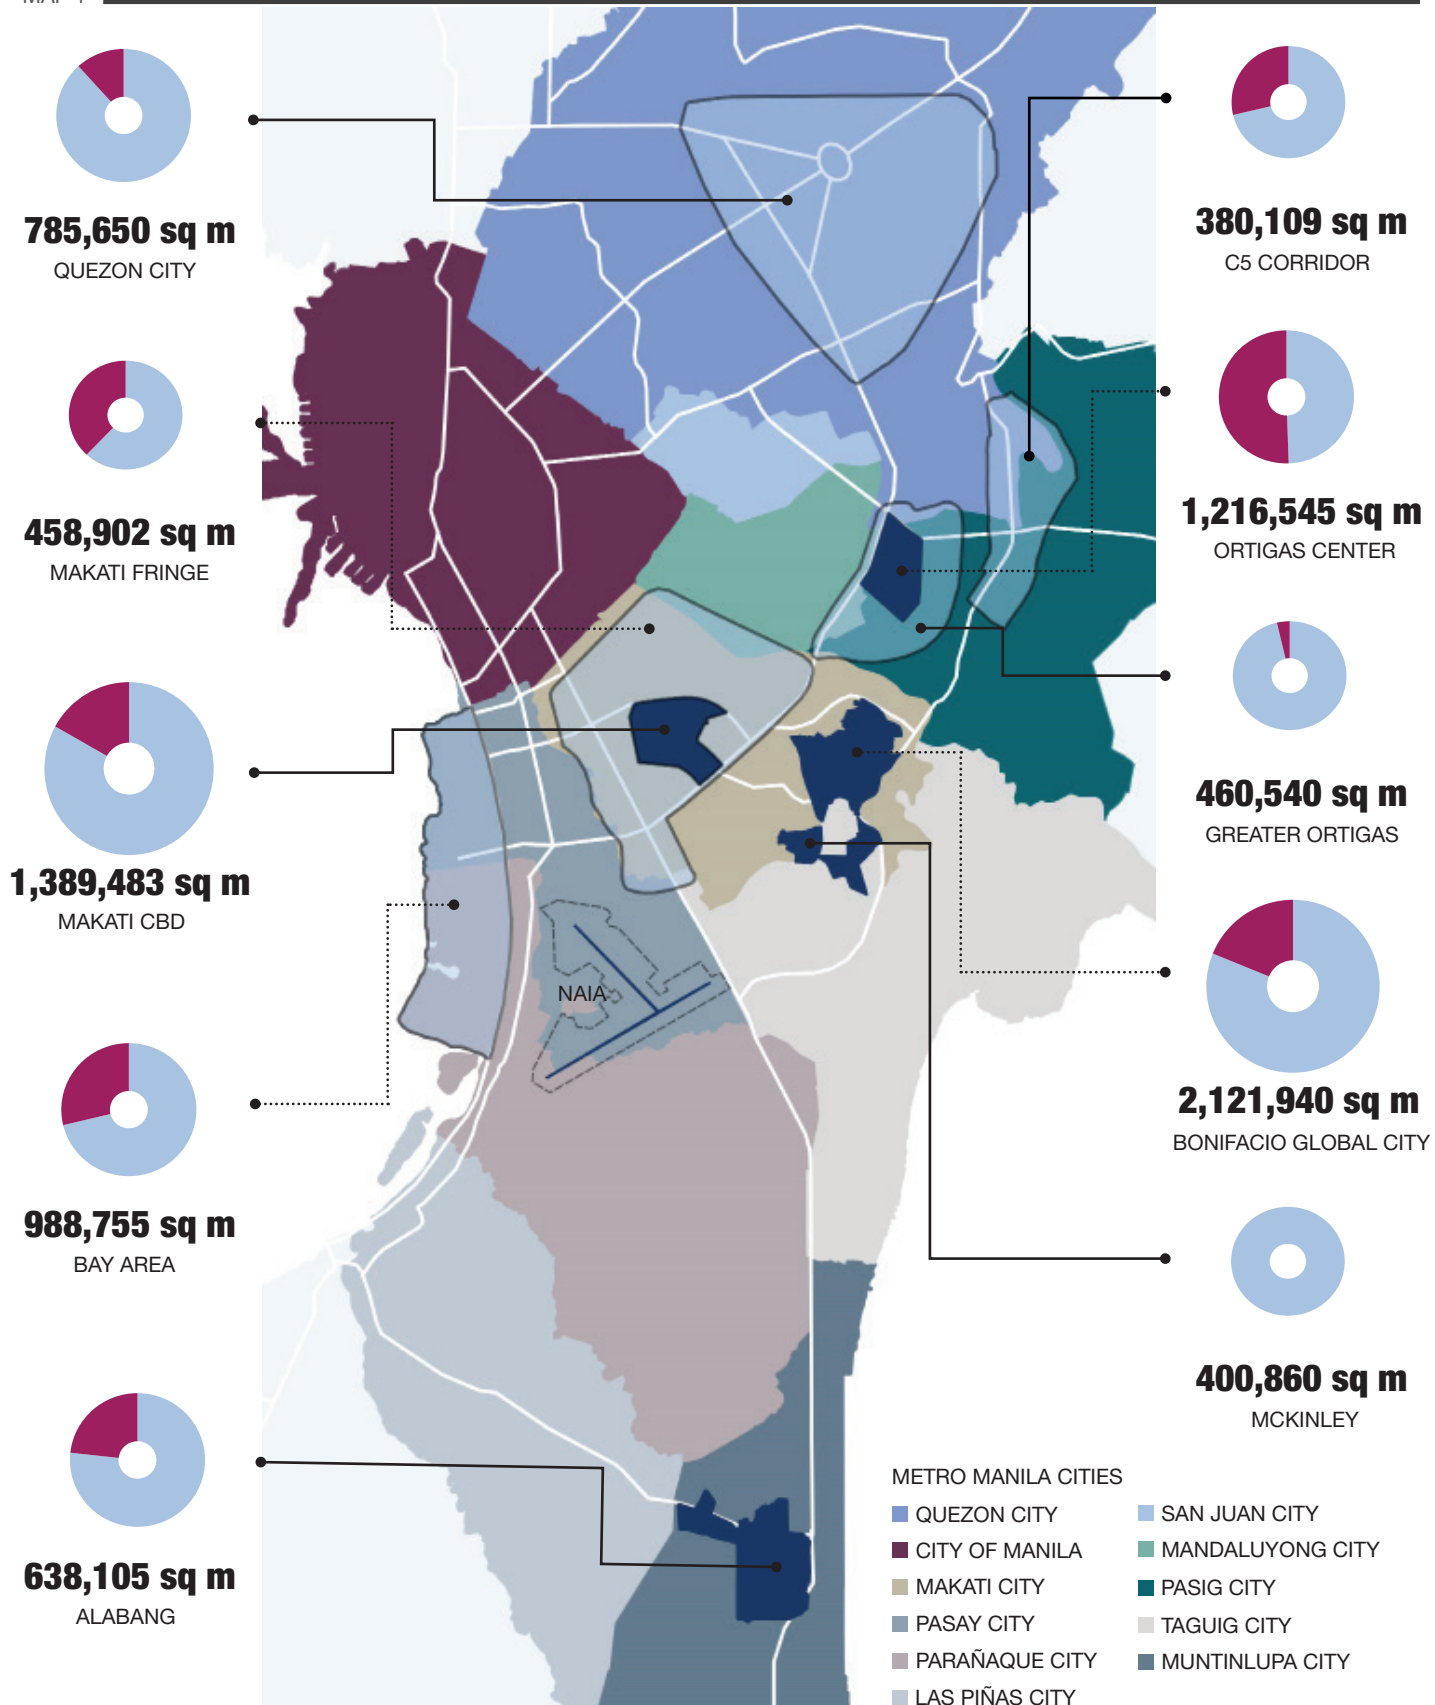 785,650 sq m
QUEZON CITY
458,902 sq m
MAKATI FRINGE
1,389,483 sq m
MAKATI CBD
988,755 sq m
BAY AREA
638,105 sq m
ALABANG
NAIA
380,109 sq m
C5 CORRIDOR
1,216,545 sq m
ORTIGAS CENTER
460,540 sq m
GREATER ORTIGAS
2,121,940 sq m
BONIFACIO GLOBAL CITY
400,860 sq m
MCKINLEY
METRO MANILA CITIES
QUEZON CITY
CITY OF MANILA
MAKATI CITY
PASAY CITY
PARAÑAQUE CITY
LAS PIÑAS CITY
SAN JUAN CITY
MANDALUYONG CITY
PASIG CITY
TAGUIG CITY
MUNTINLUPA CITY